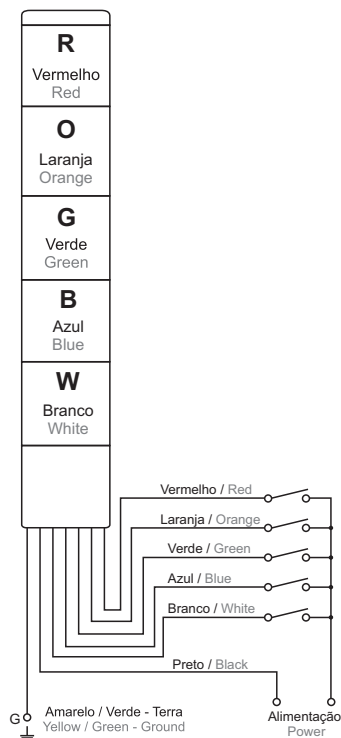 R
Vermelho
Red
O
Laranja
Orange
G
Verde
Green
B
Azul
Blue
W
Branco
White
Vermelho / Red
Laranja / Orange
Verde / Green
Azul / Blue
Branco / White
Preto / Black
G
Amarelo / Verde - Terra
Yellow / Green - Ground
Alimentação
Power